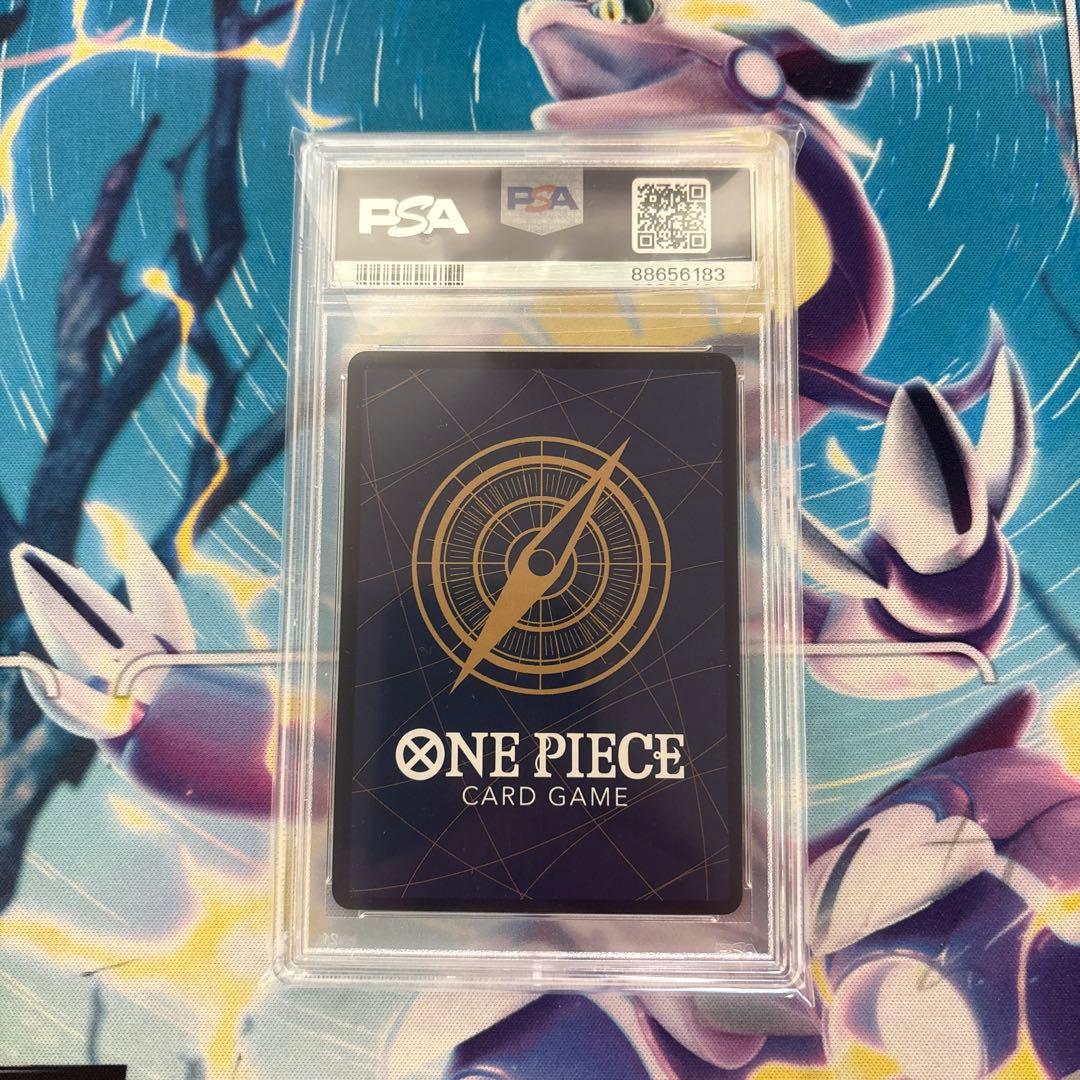 PSA
PSA
88656183
ONE PIECE
CARD GAME